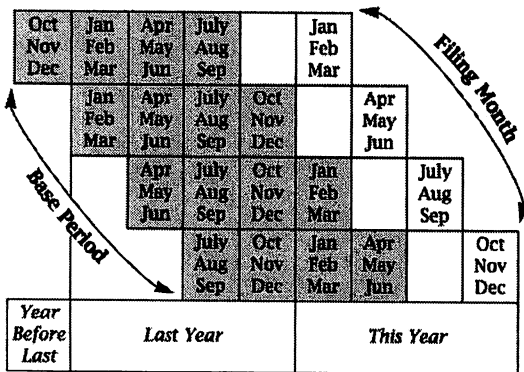 Oct Jan Apr July Jan
Nov Feb May Aug Feb
Dec Mar Jun Sep Mar
Filing Month
Jan Apr July Oct Apr
Feb May Aug Nov May
Mar Jun Sep Dec Jun
Base Period
Apr July Oct Jan July
May Aug Nov Feb Aug
Jun Sep Dec Mar Sep
July Oct Jan Apr Oct
Aug Nov Feb May Nov
Sep Dec Mar Jun Dec
Year
Before Last Year This Year
Last